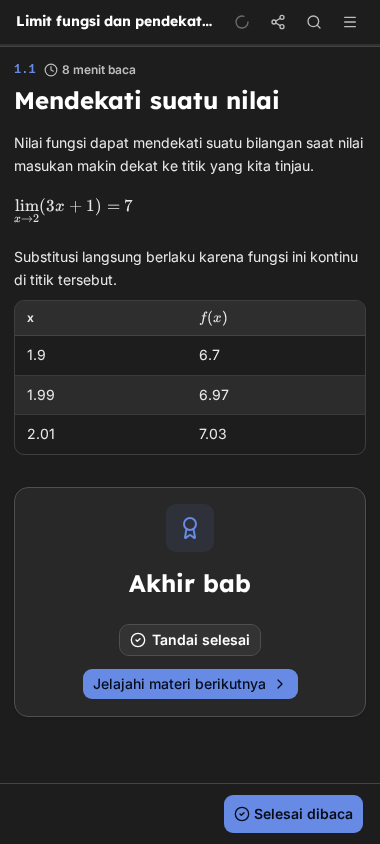 Limit fungsi dan pendekat...
1.1 8 menit baca
Mendekati suatu nilai
Nilai fungsi dapat mendekati suatu bilangan saat nilai
masukan makin dekat ke titik yang kita tinjau.
lim x→2 (3x + 1) = 7
Substitusi langsung berlaku karena fungsi ini kontinu
di titik tersebut.
x f(x)
1.9 6.7
1.99 6.97
2.01 7.03
Akhir bab
Tandai selesai
Jelajahi materi berikutnya
Selesai dibaca